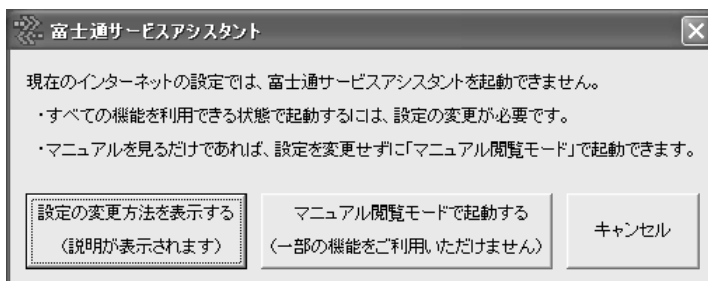 富士通サービスアシスタント
現在のインターネットの設定では、富士通サービスアシスタントを起動できません。
・すべての機能を利用できる状態で起動するには、設定の変更が必要です。
・マニュアルを見るだけであれば、設定を変更せずに「マニュアル閲覧モード」で起動できます。
設定の変更方法を表示する
（説明が表示されます）
マニュアル閲覧モードで起動する
（一部の機能をご利用いただけません）
キャンセル